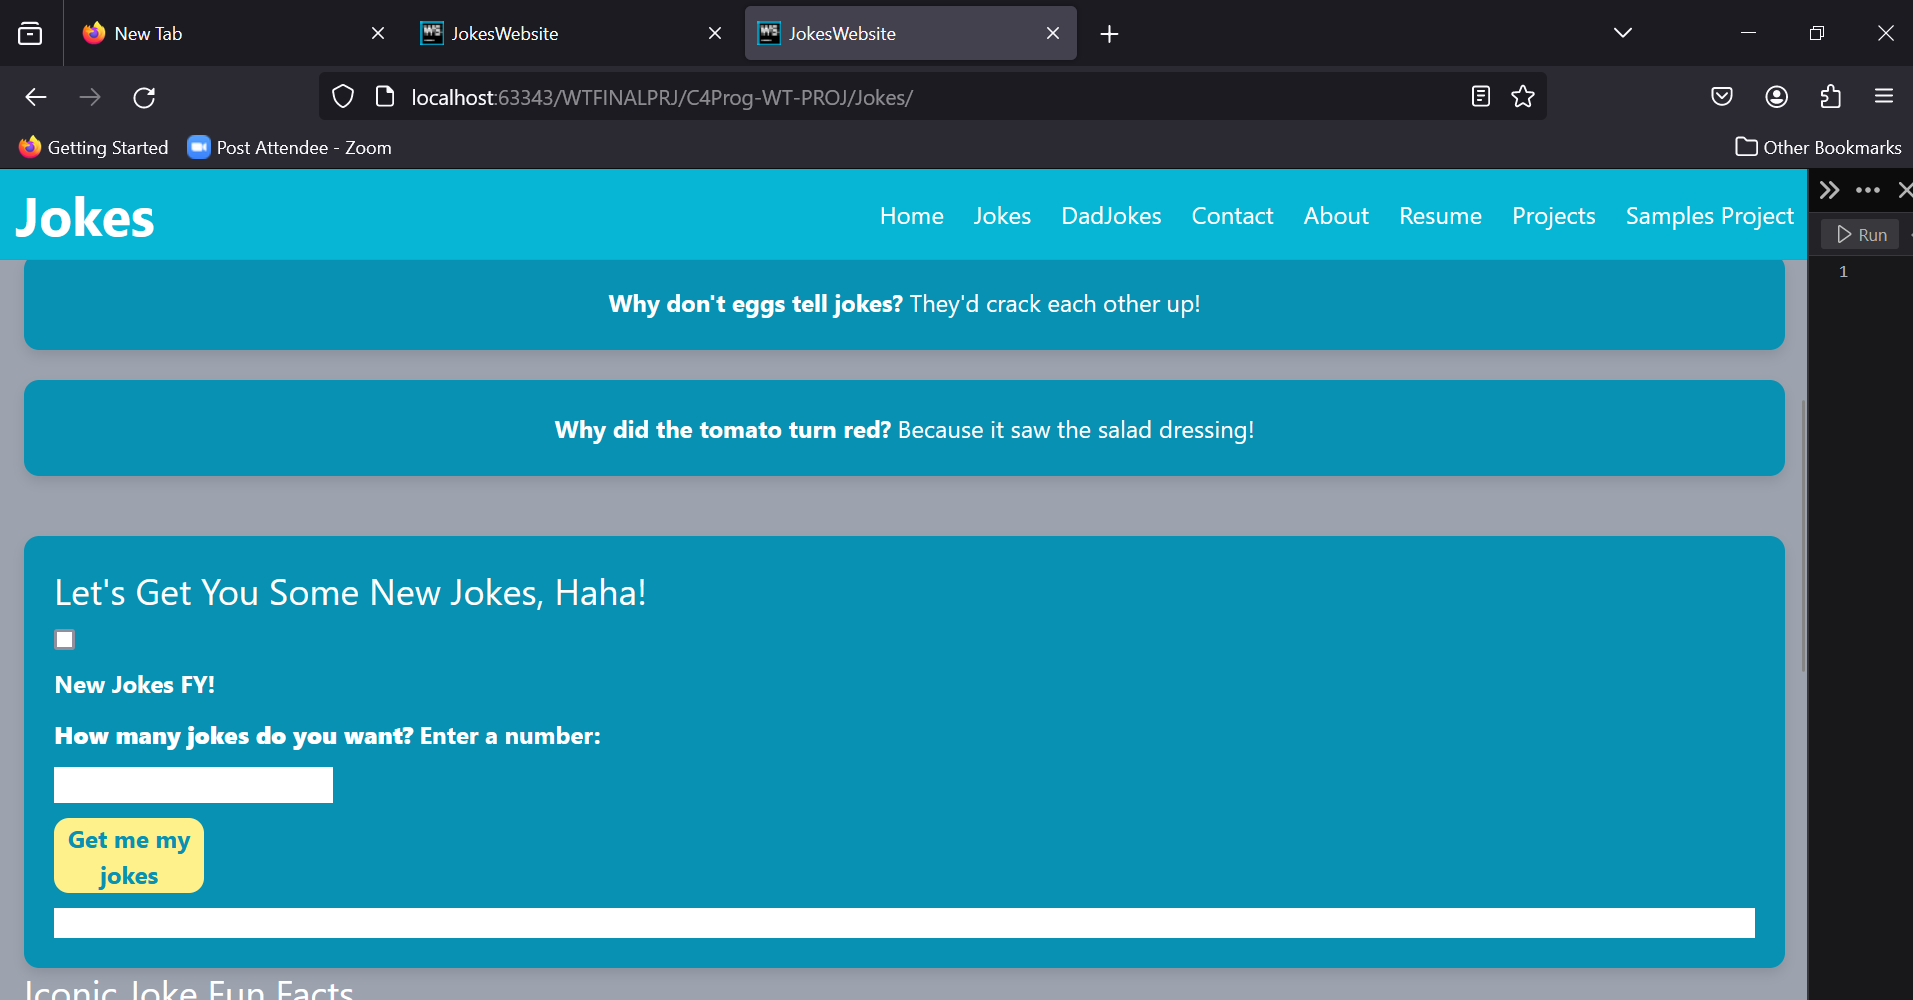 New Tab
JokesWebsite
JokesWebsite
localhost:63343/WTFINALPRJ/C4Prog-WT-PROJ/Jokes/
Getting Started
Post Attendee - Zoom
Other Bookmarks
Jokes
Home Jokes DadJokes Contact About Resume Projects Samples Project
Run
1
Why don't eggs tell jokes? They'd crack each other up!
Why did the tomato turn red? Because it saw the salad dressing!
Let's Get You Some New Jokes, Haha!
New Jokes FY!
How many jokes do you want? Enter a number:
Get me my
jokes
Iconic Joke Fun Facts